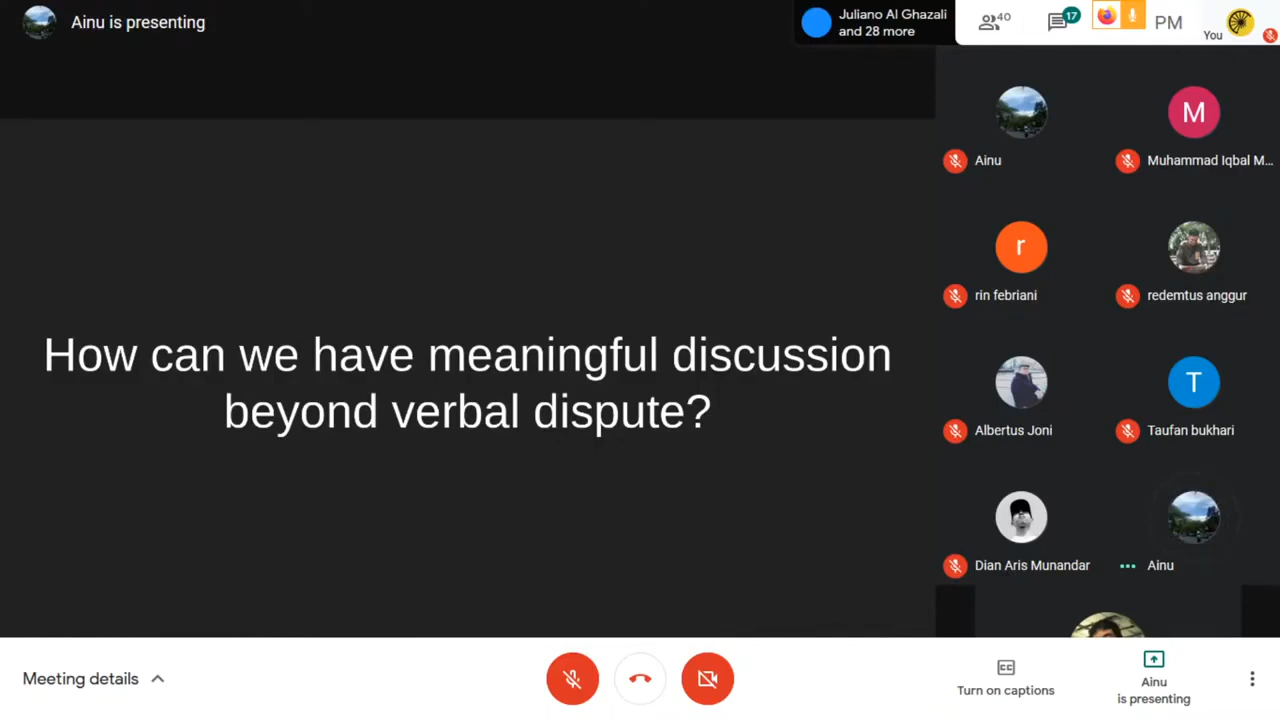 Ainu is presenting
Juliano Al Ghazali
and 28 more
40
17
PM
You
Ainu
M
Muhammad Iqbal M...
r
rin febriani
redemtus anggur
How can we have meaningful discussion
beyond verbal dispute?
Albertus Joni
T
Taufan bukhari
Dian Aris Munandar
Ainu
Meeting details
CC
Turn on captions
Ainu
is presenting